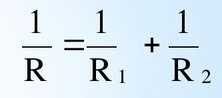 1/R = 1/R₁ + 1/R₂